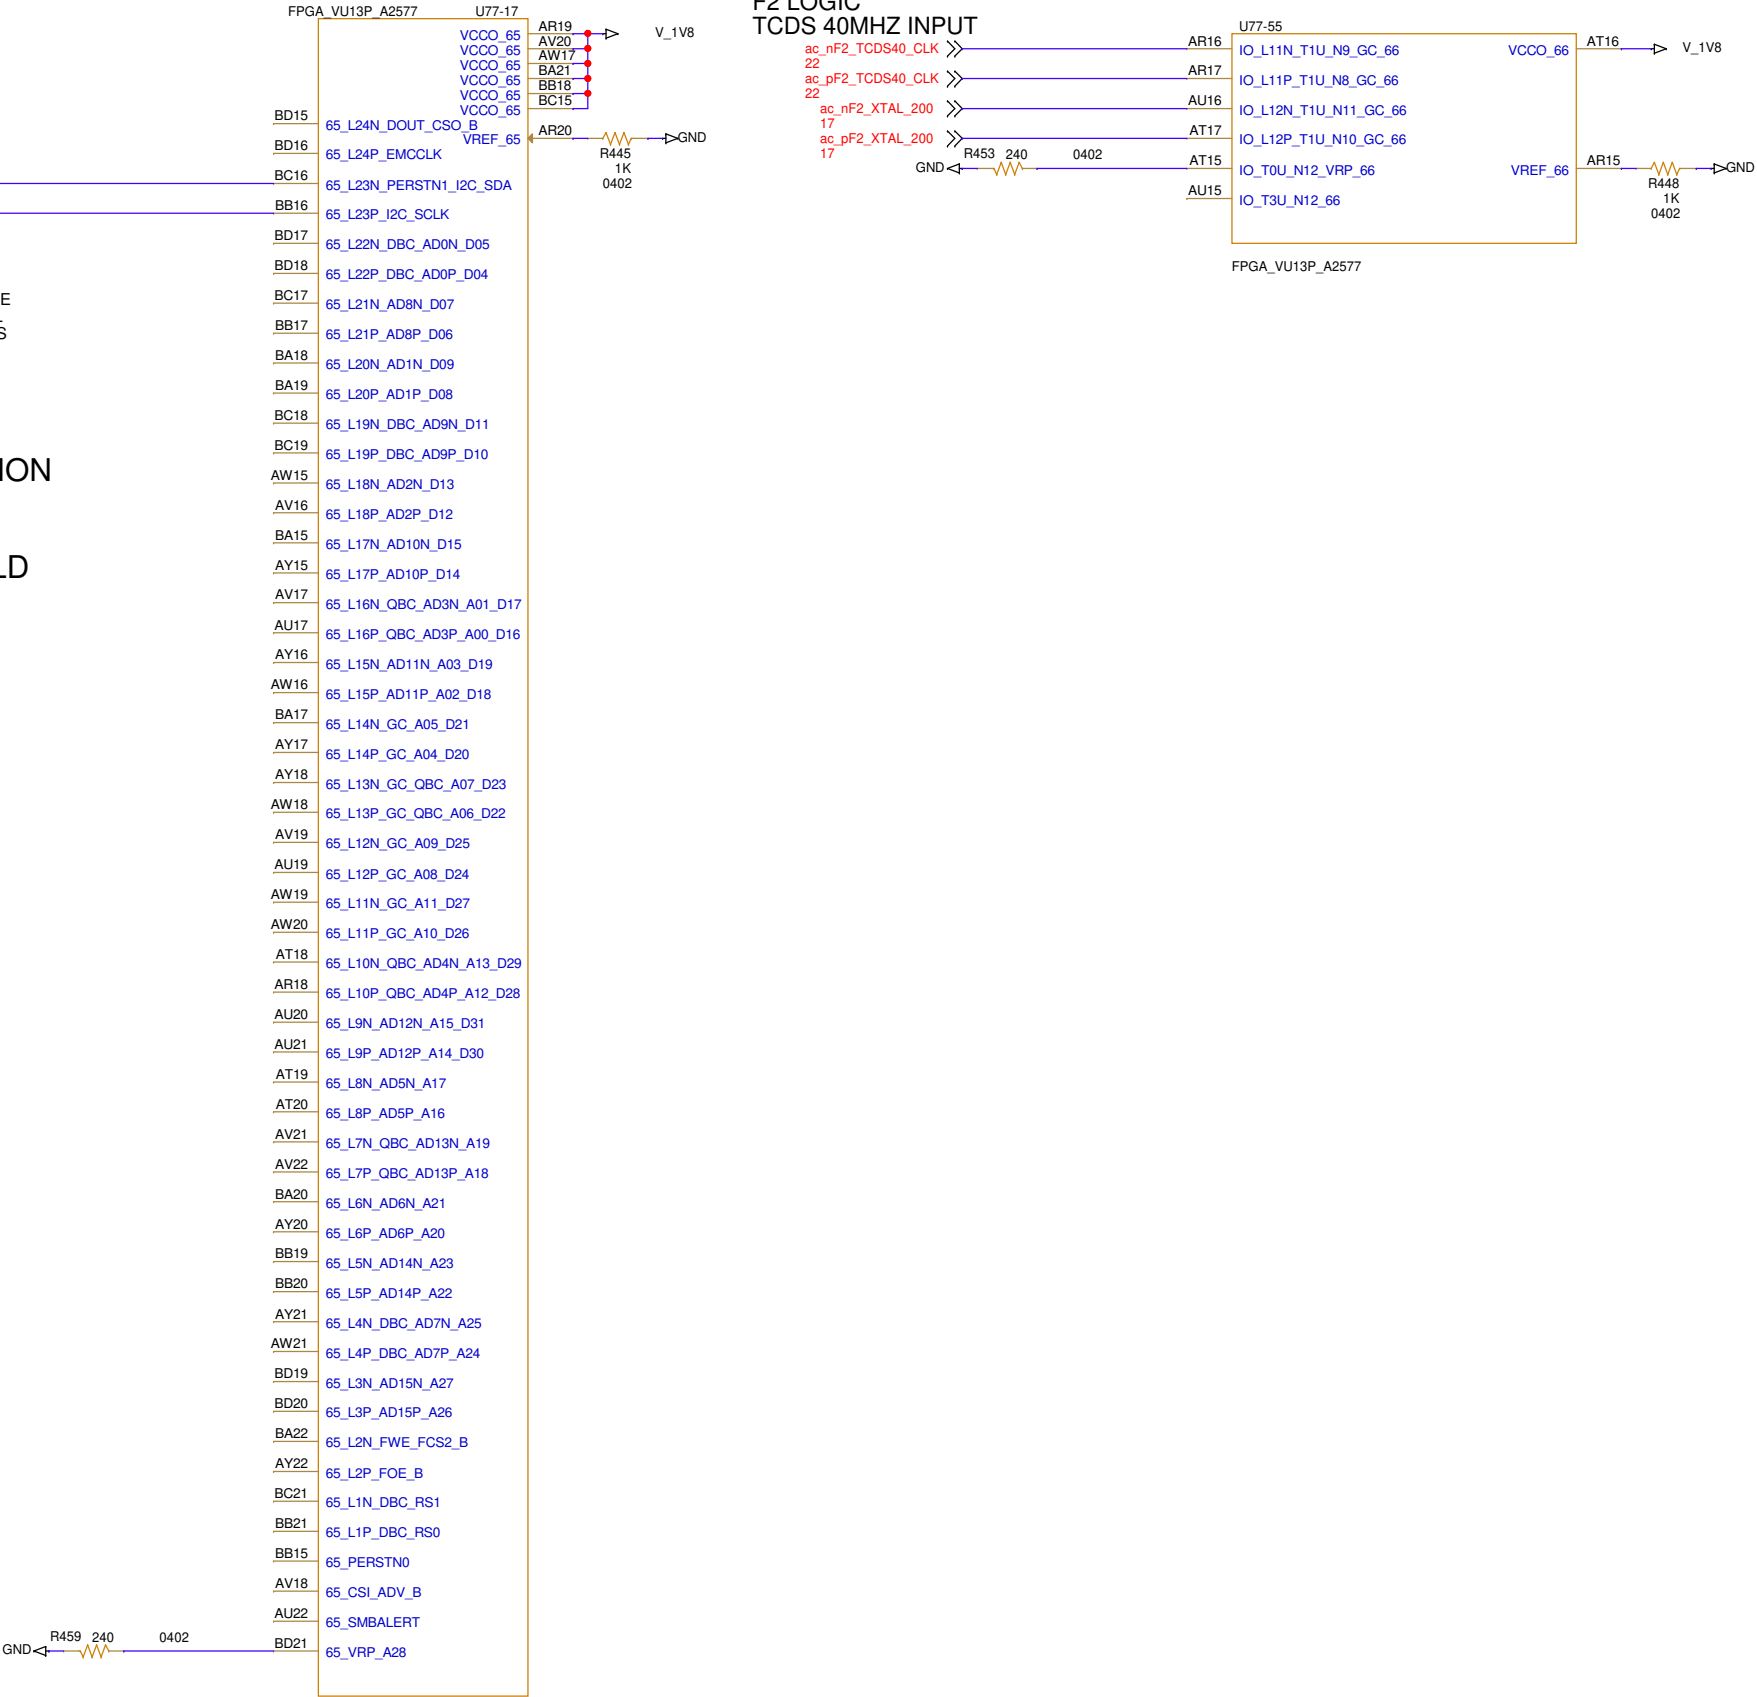 FPGA_VU13P_A2577 U77-17
VCCO_65 AR19 V_1V8
VCCO_65 AV20
VCCO_65 AW17
VCCO_65 BA21
VCCO_65 BB18
VCCO_65 BC15
VREF_65 AR20 GND
R445
1K
0402
BD15 65_L24N_DOUT_CSO_B
BD16 65_L24P_EMCCLK
BC16 65_L23N_PERSTN1_I2C_SDA
BB16 65_L23P_I2C_SCLK
BD17 65_L22N_DBC_AD0N_D05
BD18 65_L22P_DBC_AD0P_D04
BC17 65_L21N_AD8N_D07
BB17 65_L21P_AD8P_D06
BA18 65_L20N_AD1N_D09
BA19 65_L20P_AD1P_D08
BC18 65_L19N_DBC_AD9N_D11
BC19 65_L19P_DBC_AD9P_D10
AW15 65_L18N_AD2N_D13
AV16 65_L18P_AD2P_D12
BA15 65_L17N_AD10N_D15
AY15 65_L17P_AD10P_D14
AV17 65_L16N_QBC_AD3N_A01_D17
AU17 65_L16P_QBC_AD3P_A00_D16
AY16 65_L15N_AD11N_A03_D19
AW16 65_L15P_AD11P_A02_D18
BA17 65_L14N_GC_A05_D21
AY17 65_L14P_GC_A04_D20
AY18 65_L13N_GC_QBC_A07_D23
AW18 65_L13P_GC_QBC_A06_D22
AV19 65_L12N_GC_A09_D25
AU19 65_L12P_GC_A08_D24
AW19 65_L11N_GC_A11_D27
AW20 65_L11P_GC_A10_D26
AT18 65_L10N_QBC_AD4N_A13_D29
AR18 65_L10P_QBC_AD4P_A12_D28
AU20 65_L9N_AD12N_A15_D31
AU21 65_L9P_AD12P_A14_D30
AT19 65_L8N_AD5N_A17
AT20 65_L8P_AD5P_A16
AV21 65_L7N_QBC_AD13N_A19
AV22 65_L7P_QBC_AD13P_A18
BA20 65_L6N_AD6N_A21
AY20 65_L6P_AD6P_A20
BB19 65_L5N_AD14N_A23
BB20 65_L5P_AD14P_A22
AY21 65_L4N_DBC_AD7N_A25
AW21 65_L4P_DBC_AD7P_A24
BD19 65_L3N_AD15N_A27
BD20 65_L3P_AD15P_A26
BA22 65_L2N_FWE_FCS2_B
AY22 65_L2P_FOE_B
BC21 65_L1N_DBC_RS1
BB21 65_L1P_DBC_RS0
BB15 65_PERSTN0
AV18 65_CSI_ADV_B
AU22 65_SMBALERT
GND R459 240 0402 BD21 65_VRP_A28
E
S
ION
LD
F2 LOGIC
TCDS 40MHZ INPUT
U77-55
ac_nF2_TCDS40_CLK AR16 IO_L11N_T1U_N9_GC_66 VCCO_66 AT16 V_1V8
22
ac_pF2_TCDS40_CLK AR17 IO_L11P_T1U_N8_GC_66
22
ac_nF2_XTAL_200 AU16 IO_L12N_T1U_N11_GC_66
17
ac_pF2_XTAL_200 AT17 IO_L12P_T1U_N10_GC_66
17
GND R453 240 0402 AT15 IO_T0U_N12_VRP_66 VREF_66 AR15 GND
R448
1K
0402
AU15 IO_T3U_N12_66
FPGA_VU13P_A2577